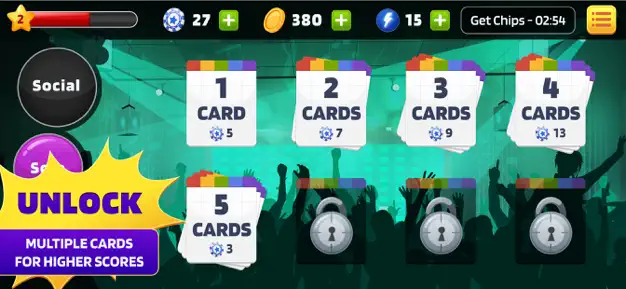 2
27
380
15
Get Chips - 02:54
Social
1
CARD
5
2
CARDS
7
3
CARDS
9
4
CARDS
13
5
CARDS
3
UNLOCK
MULTIPLE CARDS
FOR HIGHER SCORES